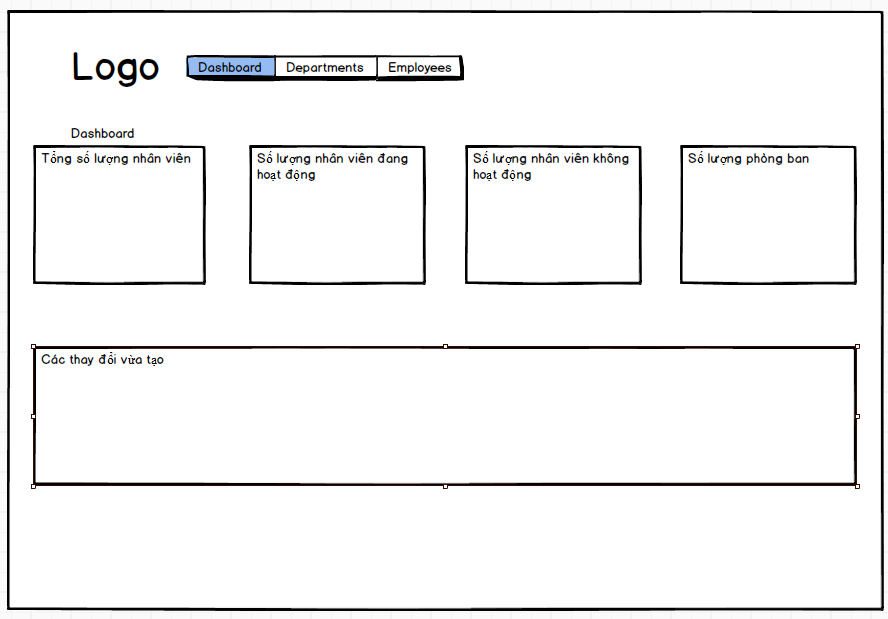 Logo
Dashboard
Departments
Employees
Dashboard
Tổng số lượng nhân viên
Số lượng nhân viên đang
hoạt động
Số lượng nhân viên không
hoạt động
Số lượng phòng ban
Các thay đổi vừa tạo